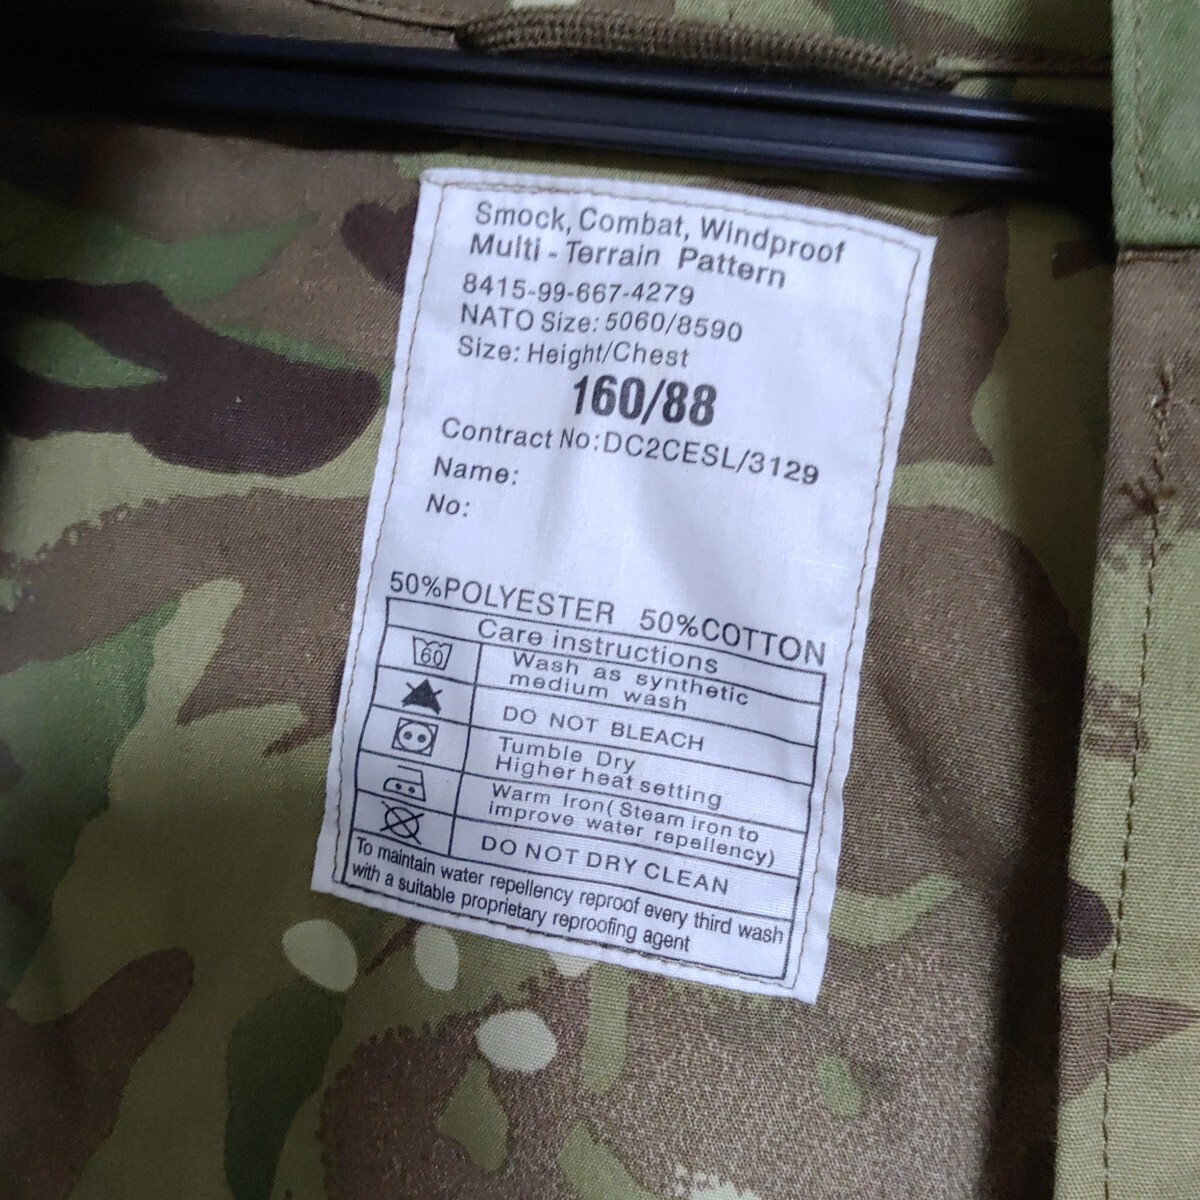 Smock, Combat, Windproof
Multi - Terrain Pattern
8415-99-667-4279
NATO Size: 5060/8590
Size: Height/Chest
160/88
Contract No:DC2CESL/3129
Name:
No:
50%POLYESTER 50%COTTON
Care instructions
60
Wash as synthetic
medium wash
DO NOT BLEACH
Tumble Dry
Higher heat setting
Warm Iron( Steam iron to
improve water repellency)
DO NOT DRY CLEAN
To maintain water repellency reproof every third wash
with a suitable proprietary reproofing agent